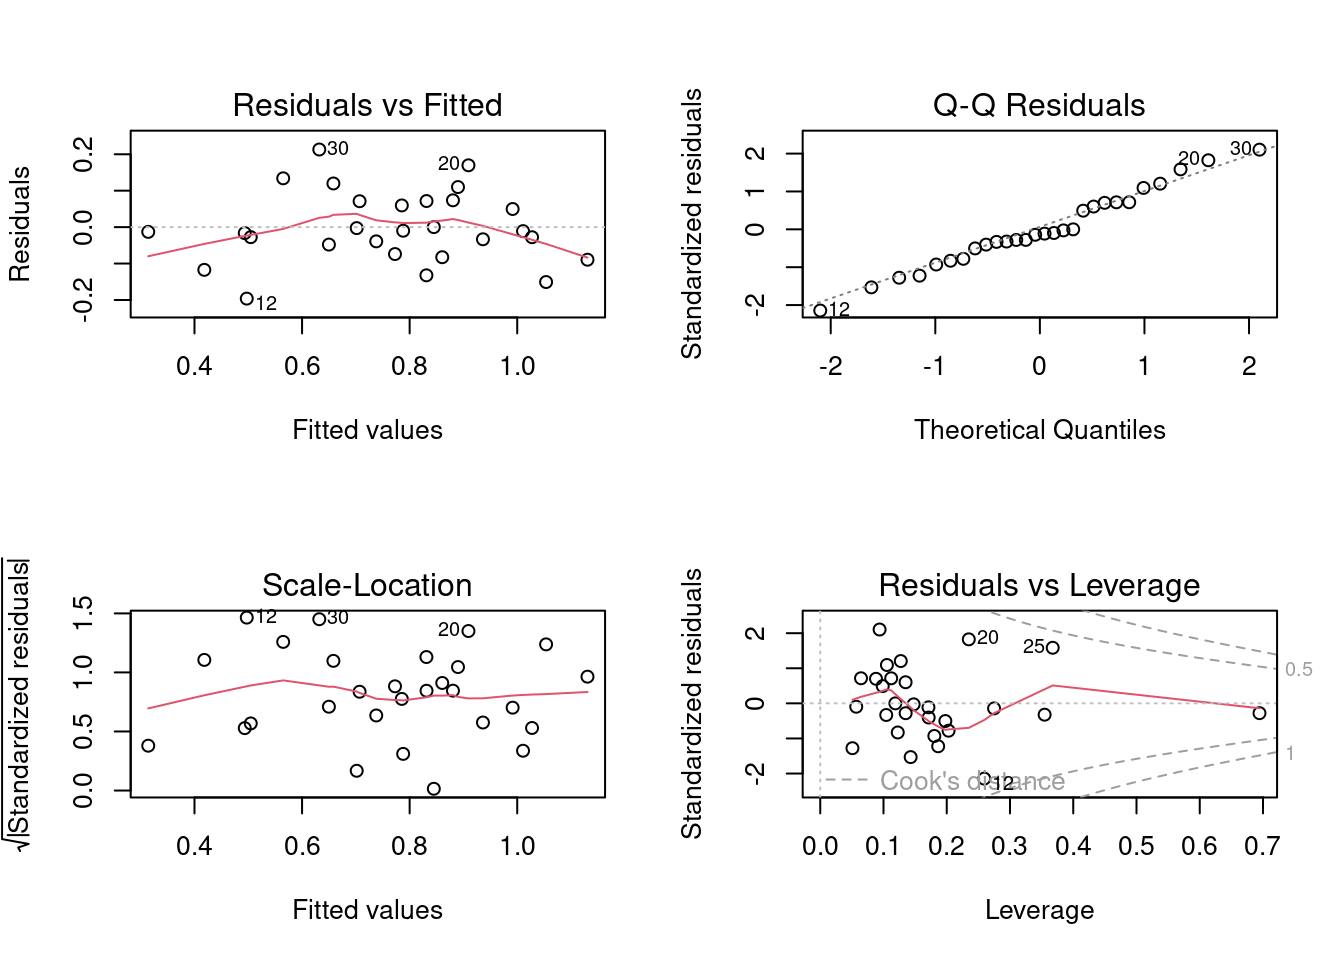 Residuals vs Fitted
Residuals
0.2
0.0
-0.2
30
20
12
0.4 0.6 0.8 1.0
Fitted values
Q-Q Residuals
Standardized residuals
2
1
0
-2
20
30
12
-2 -1 0 1 2
Theoretical Quantiles
Scale-Location
√|Standardized residuals|
1.5
1.0
0.5
0.0
12
30
20
0.4 0.6 0.8 1.0
Fitted values
Residuals vs Leverage
Standardized residuals
2
0
-2
20
25
12
Cook's distance
0.5
1
0.0 0.1 0.2 0.3 0.4 0.5 0.6 0.7
Leverage